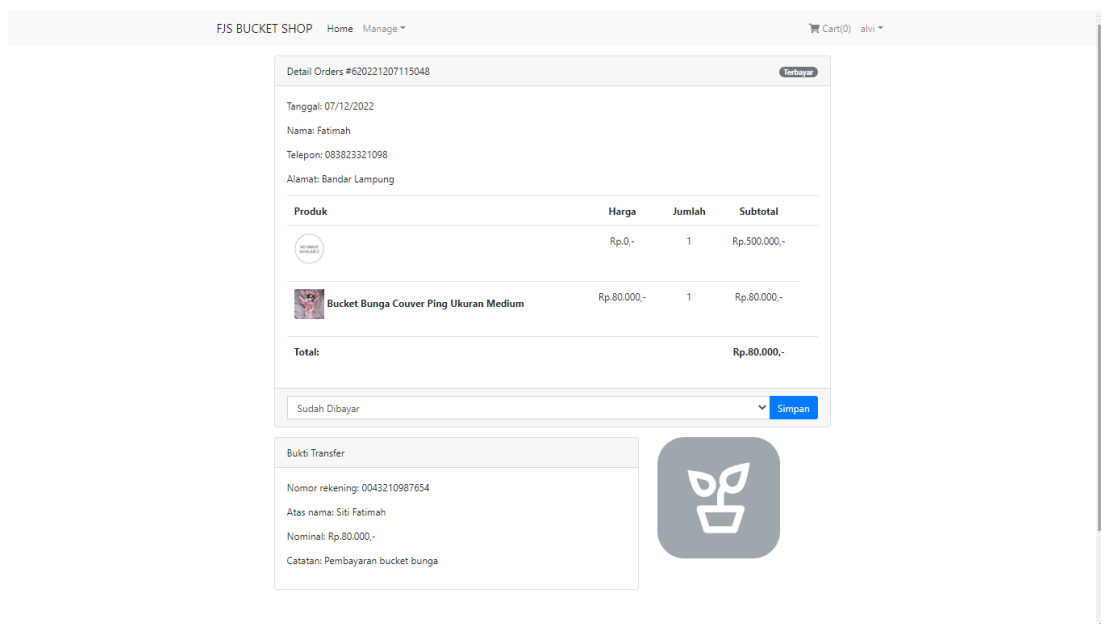 FJS BUCKET SHOP Home Manage Cart(0) alvi
Detail Orders #620221207115048 Terbayar
Tanggal: 07/12/2022
Nama: Fatimah
Telepon: 083823321098
Alamat: Bandar Lampung
Produk Harga Jumlah Subtotal
NO IMAGE
AVAILABLE
Rp.0,- 1 Rp.500.000,-
Bucket Bunga Couver Ping Ukuran Medium Rp.80.000,- 1 Rp.80.000,-
Total: Rp.80.000,-
Sudah Dibayar Simpan
Bukti Transfer
Nomor rekening: 0043210987654
Atas nama: Siti Fatimah
Nominal: Rp.80.000,-
Catatan: Pembayaran bucket bunga